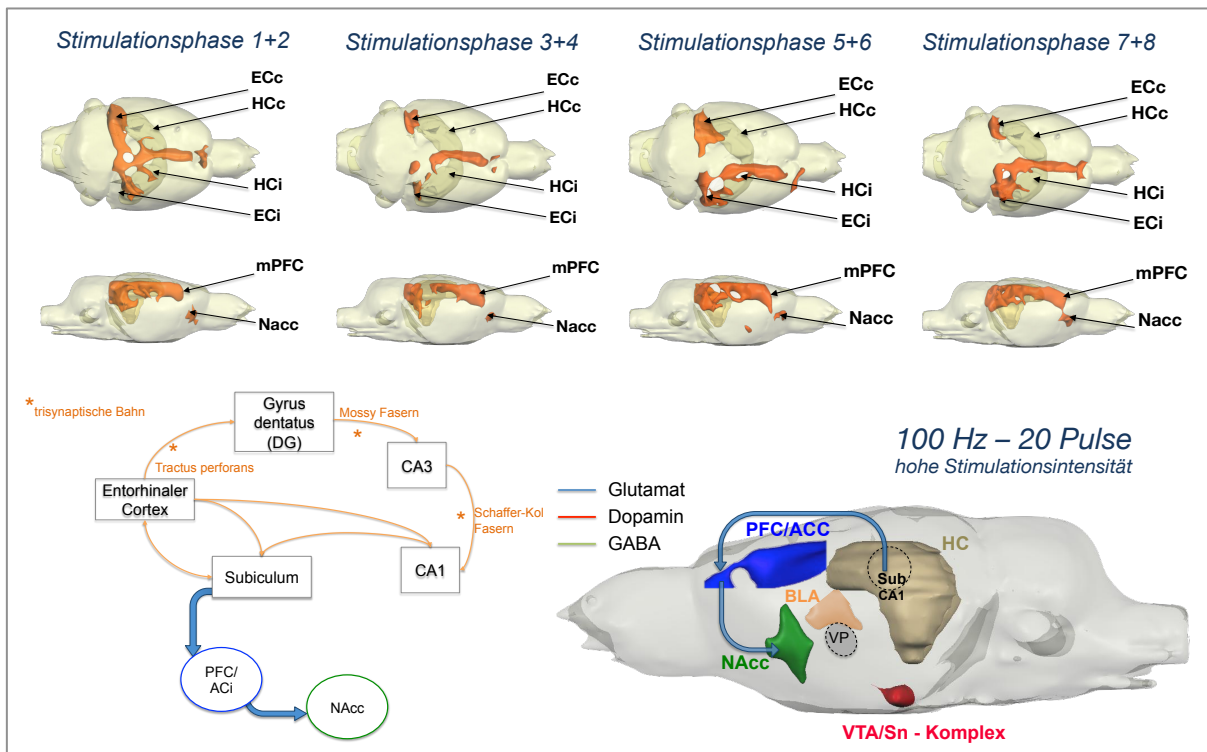 Stimulationsphase 1+2
Stimulationsphase 3+4
Stimulationsphase 5+6
Stimulationsphase 7+8
ECc
HCc
HCi
ECi
ECc
HCc
HCi
ECi
ECc
HCc
HCi
ECi
ECc
HCc
HCi
ECi
mPFC
Nacc
mPFC
Nacc
mPFC
Nacc
mPFC
Nacc
*trisynaptische Bahn
Gyrus
dentatus
(DG)
Mossy Fasern
*
*
Tractus perforans
CA3
Entorhinaler
Cortex
*
Schaffer-Kol
Fasern
Subiculum
CA1
PFC/
ACi
NAcc
Glutamat
Dopamin
GABA
100 Hz – 20 Pulse
hohe Stimulationsintensität
PFC/ACC
HC
Sub
CA1
BLA
VP
NAcc
VTA/Sn - Komplex